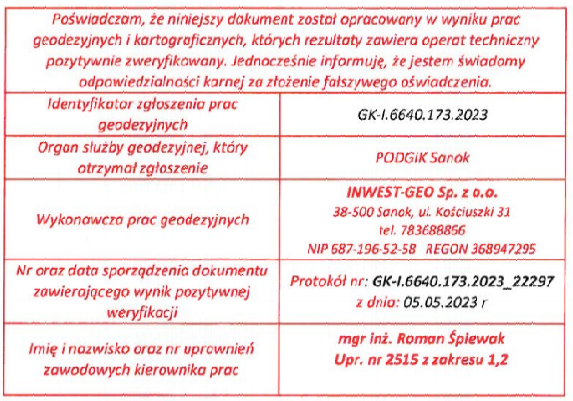 Poświadczam, że niniejszy dokument został opracowany w wyniku prac
geodezyjnych i kartograficznych, których rezultaty zawiera operat techniczny
pozytywnie zweryfikowany. Jednocześnie informuję, że jestem świadomy
odpowiedzialności karnej za złożenie fałszywego oświadczenia.
Identyfikator zgłoszenia prac
geodezyjnych
GK-I.6640.173.2023
Organ służby geodezyjnej, który
otrzymał zgłoszenie
PODGiK Sanok
Wykonawcza prac geodezyjnych
INWEST-GEO Sp. z o.o.
38-500 Sanok, ul. Kościuszki 31
tel. 783688856
NIP 687-196-52-58 REGON 368947295
Nr oraz data sporządzenia dokumentu
zawierającego wynik pozytywnej
weryfikacji
Protokół nr: GK-I.6640.173.2023_22297
z dnia: 05.05.2023 r
Imię i nazwisko oraz nr uprawnień
zawodowych kierownika prac
mgr inż. Roman Śpiewak
Upr. nr 2515 z zakresu 1,2